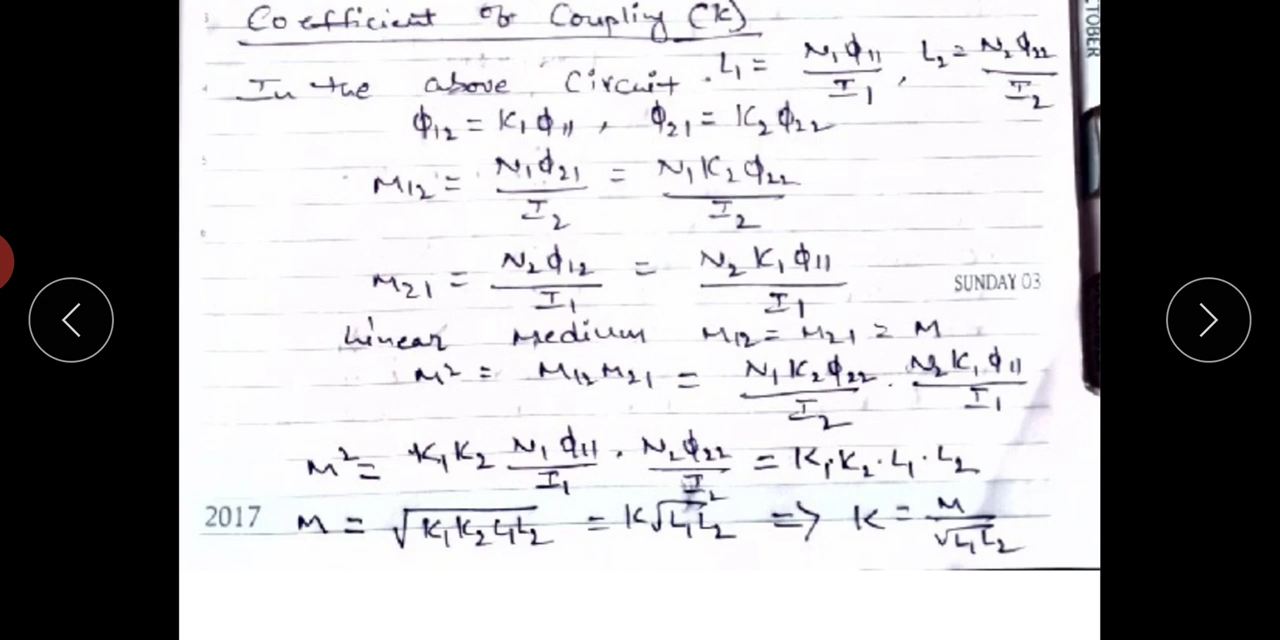 Coefficient of Coupling (K)
In the above Circuit . L₁ = N₁Φ₁₁/I₁ , L₂ = N₂Φ₂₂/I₂
Φ₁₂ = K₁Φ₁₁ , Φ₂₁ = K₂Φ₂₂
M₁₂ = N₁Φ₂₁/I₂ = N₁K₂Φ₂₂/I₂
M₂₁ = N₂Φ₁₂/I₁ = N₂K₁Φ₁₁/I₁
SUNDAY 03
Linear Medium M₁₂ = M₂₁ = M
M² = M₁₂M₂₁ = N₁K₂Φ₂₂/I₂ . N₂K₁Φ₁₁/I₁
M² = K₁K₂ N₁Φ₁₁/I₁ . N₂Φ₂₂/I₂ = K₁.K₂.L₁.L₂
2017 M = √K₁K₂L₁L₂ = K√L₁L₂ => K = M/√L₁L₂
TOBER